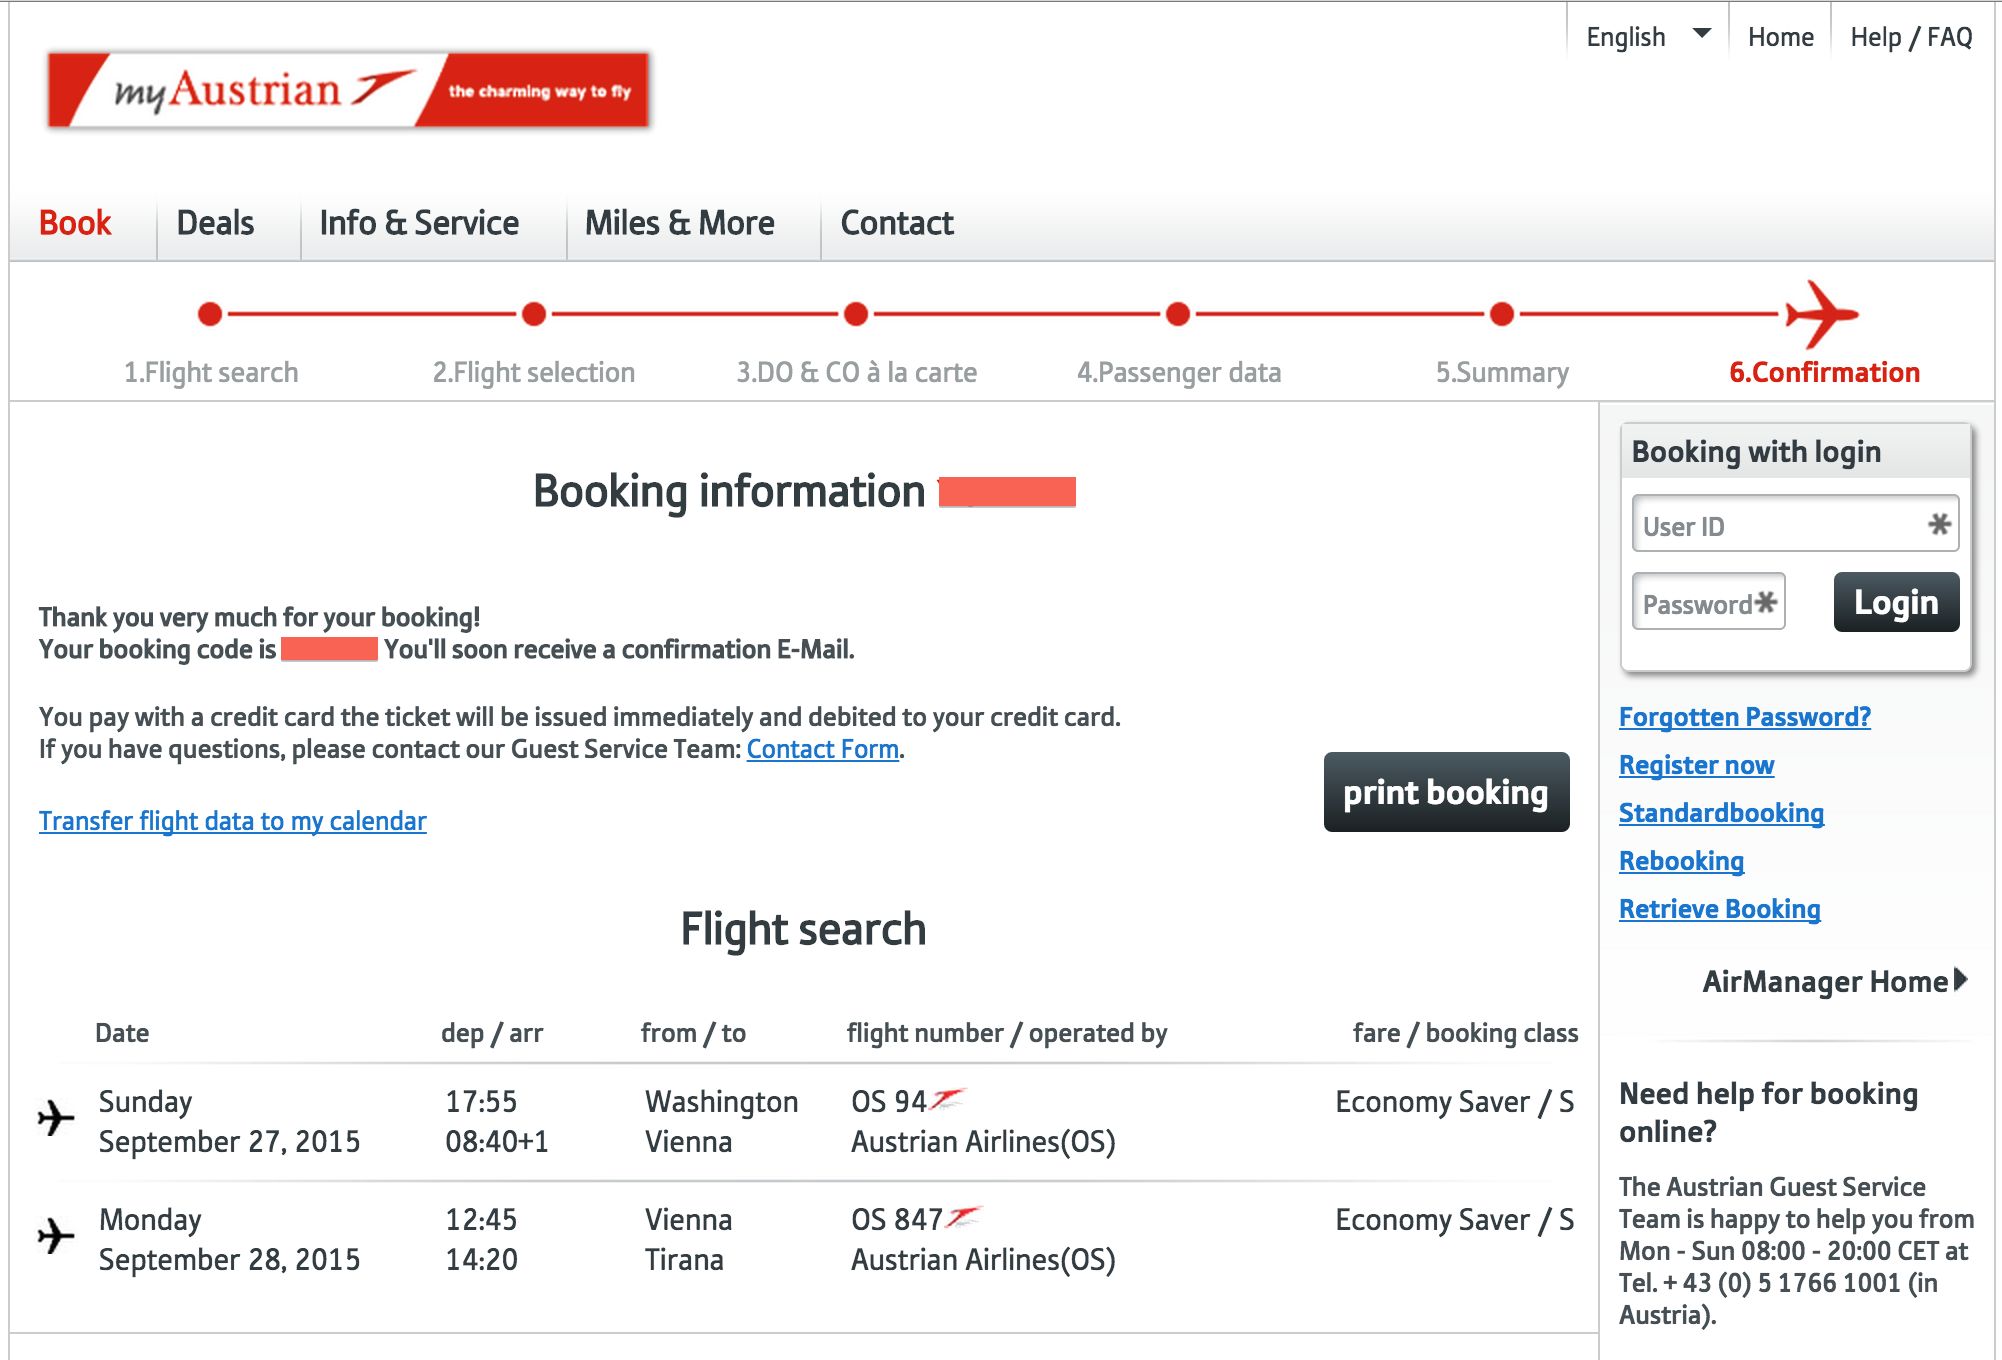 English
Home
Help / FAQ
myAustrian the charming way to fly
Book
Deals
Info & Service
Miles & More
Contact
1.Flight search
2.Flight selection
3.DO & CO à la carte
4.Passenger data
5.Summary
6.Confirmation
Booking information
Thank you very much for your booking!
Your booking code is You'll soon receive a confirmation E-Mail.
You pay with a credit card the ticket will be issued immediately and debited to your credit card.
If you have questions, please contact our Guest Service Team: Contact Form.
Transfer flight data to my calendar
print booking
Flight search
Date dep / arr from / to flight number / operated by fare / booking class
Sunday 17:55 Washington OS 94 Economy Saver / S
September 27, 2015 08:40+1 Vienna Austrian Airlines(OS)
Monday 12:45 Vienna OS 847 Economy Saver / S
September 28, 2015 14:20 Tirana Austrian Airlines(OS)
Booking with login
User ID *
Password*
Login
Forgotten Password?
Register now
Standardbooking
Rebooking
Retrieve Booking
AirManager Home
Need help for booking
online?
The Austrian Guest Service
Team is happy to help you from
Mon - Sun 08:00 - 20:00 CET at
Tel. + 43 (0) 5 1766 1001 (in
Austria).